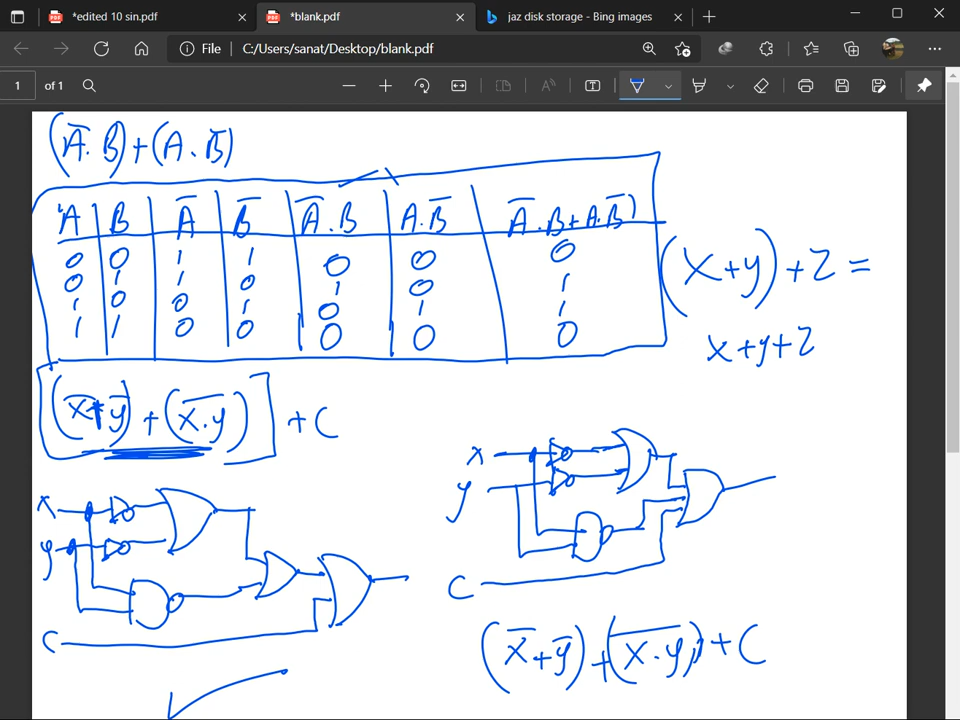 *edited 10 sin.pdf
*blank.pdf
jaz disk storage - Bing images
File C:/Users/sanat/Desktop/blank.pdf
1 of 1
(A̅.B)+(A.B̅)
A B A̅ B̅ A̅.B A.B̅ A̅.B+A.B̅)
0 0 1 1 0 0 0
0 1 1 0 1 0 1
1 0 0 1 0 1 1
1 1 0 0 0 0 0
(x+y)+z=
x+y+z
[(x̅+y̅)+(x̅.̅y̅)]+C
x
y
C
x
y
C
(x̅+y̅)+(x̅.̅y̅)+C